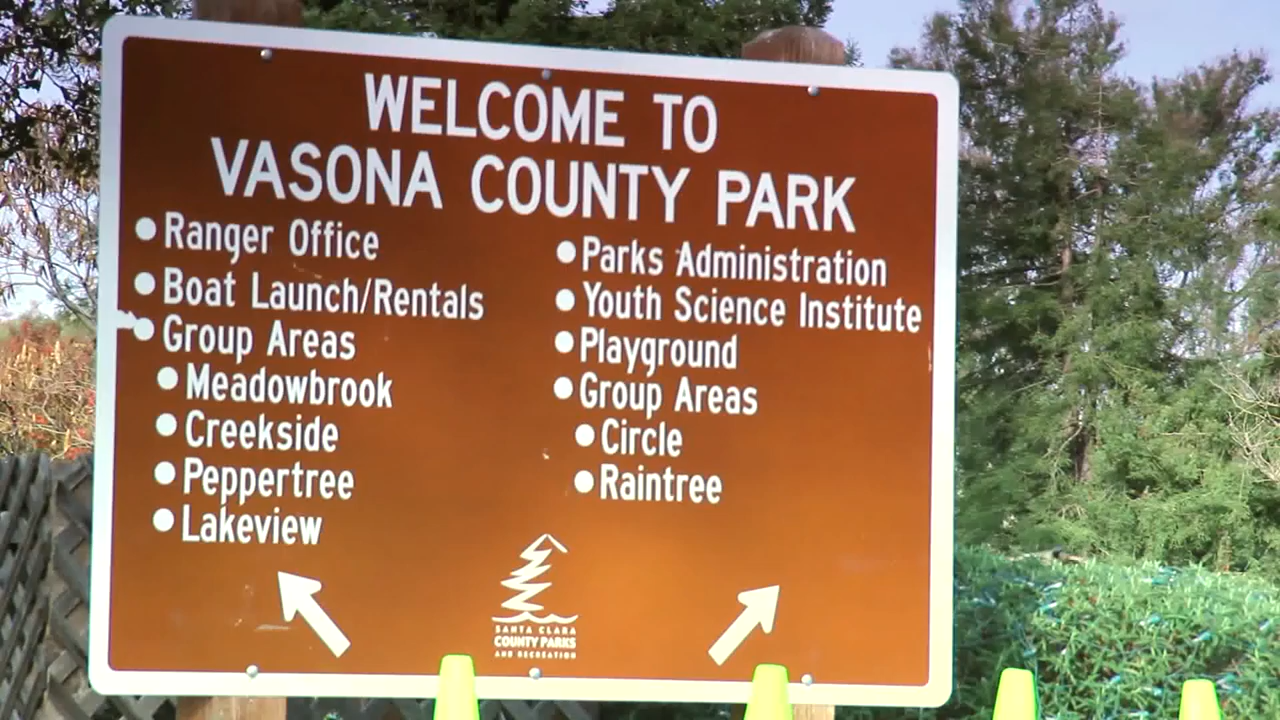 WELCOME TO
VASONA COUNTY PARK
Ranger Office
Boat Launch/Rentals
Group Areas
Meadowbrook
Creekside
Peppertree
Lakeview
Parks Administration
Youth Science Institute
Playground
Group Areas
Circle
Raintree
SANTA CLARA
COUNTY PARKS
AND RECREATION